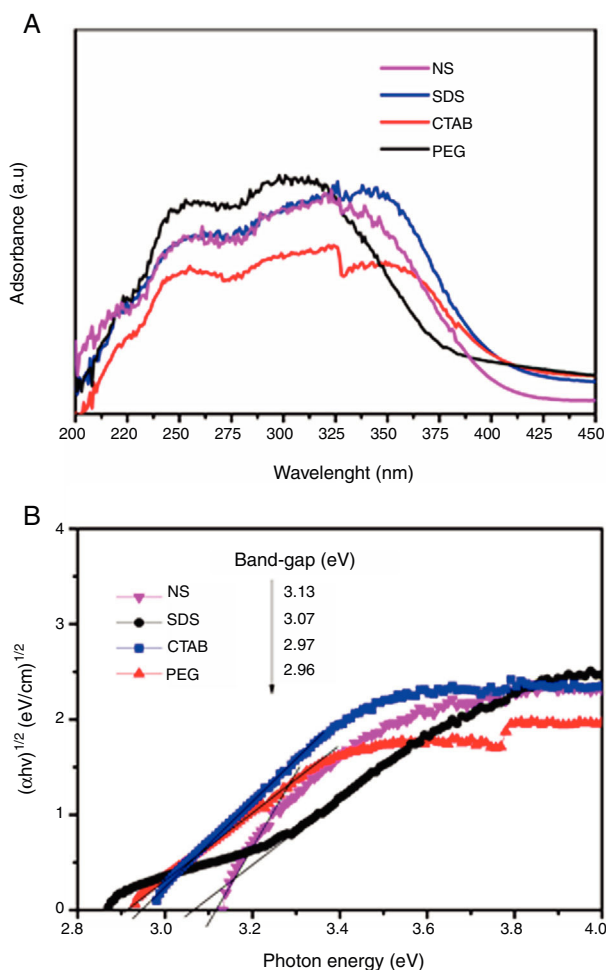 A
Adsorbance (a.u)
NS
SDS
CTAB
PEG
200 225 250 275 300 325 350 375 400 425 450
Wavelenght (nm)
B
(αhν)1/2 (eV/cm)1/2
4
3
2
1
0
Band-gap (eV)
NS 3.13
SDS 3.07
CTAB 2.97
PEG 2.96
2.8 3.0 3.2 3.4 3.6 3.8 4.0
Photon energy (eV)